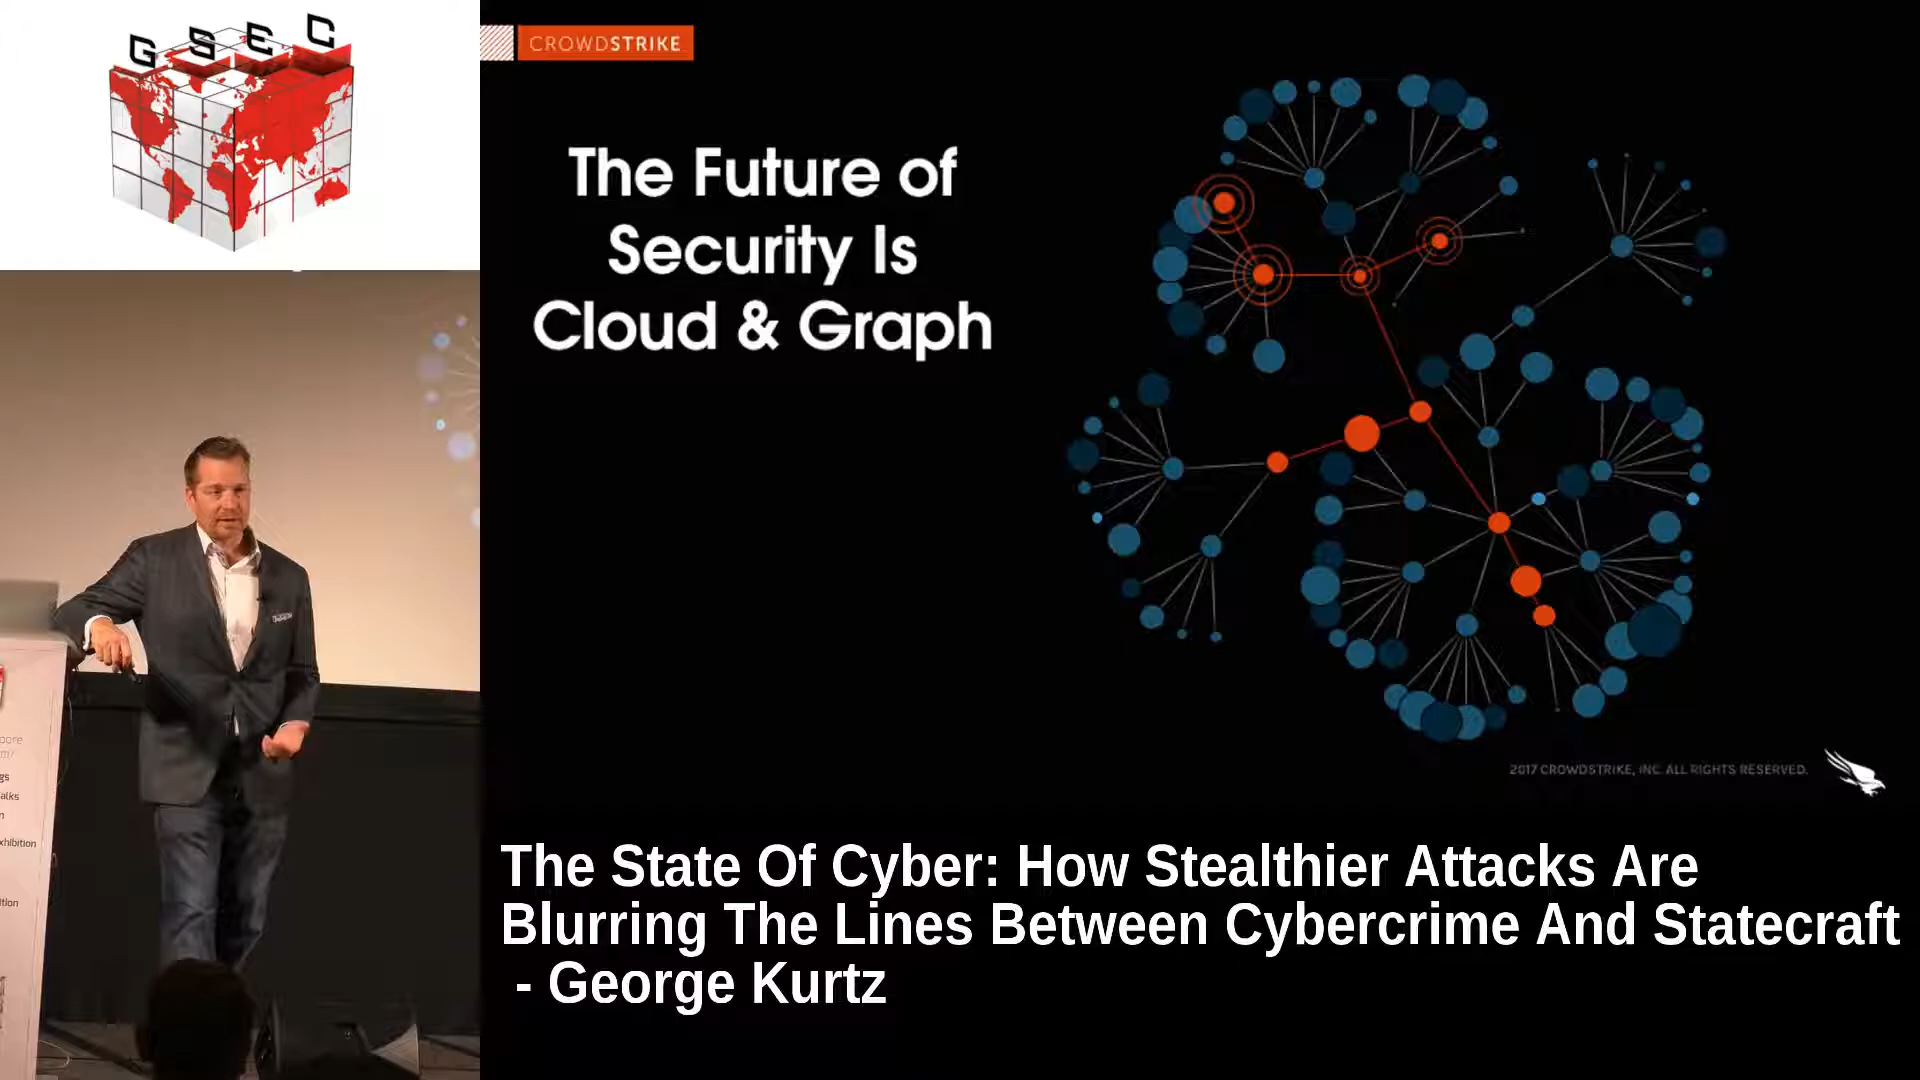 GSEC
CROWDSTRIKE
The Future of
Security Is
Cloud & Graph
2017 CROWDSTRIKE, INC. ALL RIGHTS RESERVED.
The State Of Cyber: How Stealthier Attacks Are
Blurring The Lines Between Cybercrime And Statecraft
- George Kurtz